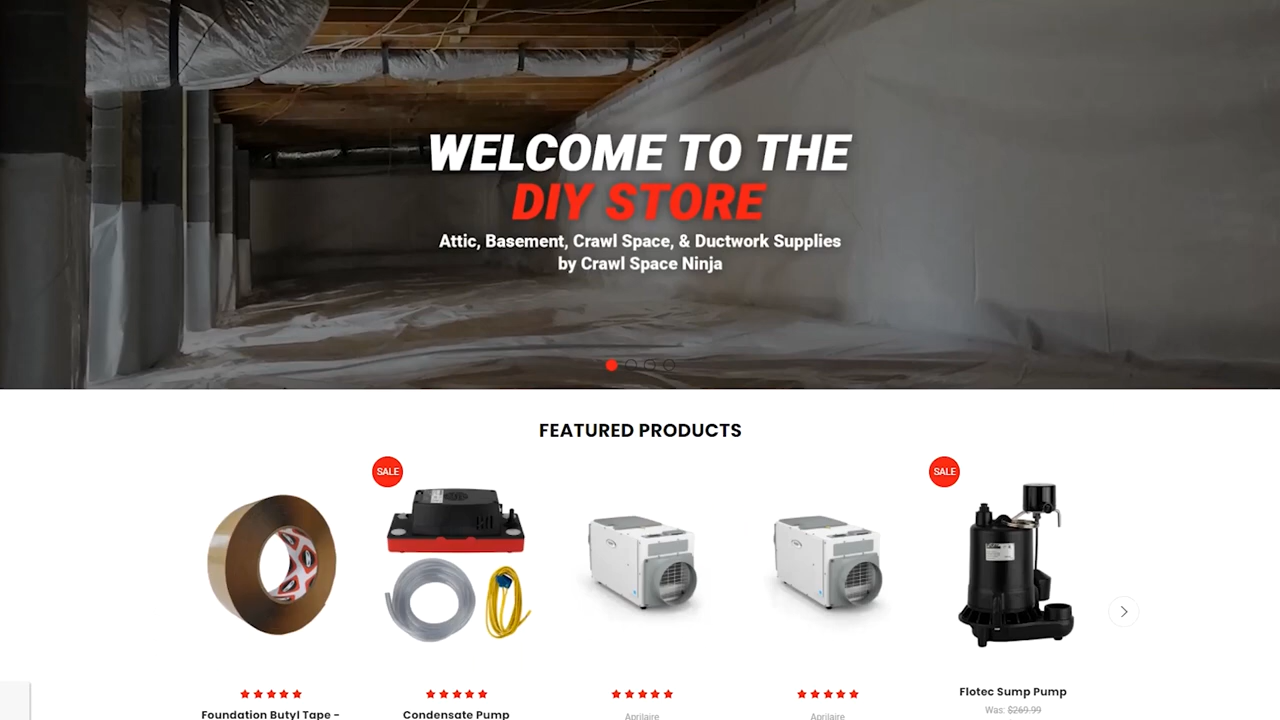 WELCOME TO THE
DIY STORE
Attic, Basement, Crawl Space, & Ductwork Supplies
by Crawl Space Ninja
FEATURED PRODUCTS
SALE
SALE
Foundation Butyl Tape -
Condensate Pump
Aprilaire
Aprilaire
Flotec Sump Pump
Was: $269.99